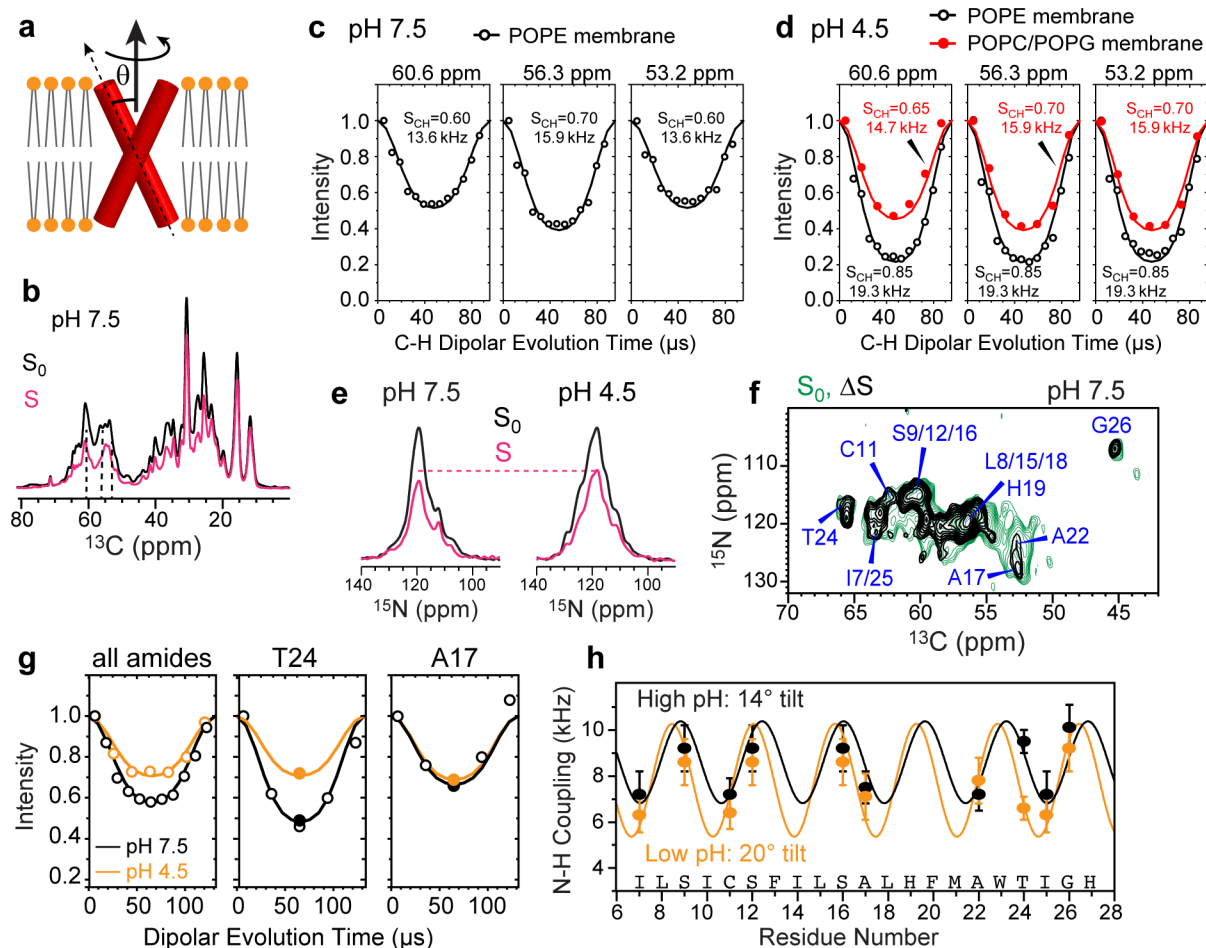 a
θ
b
pH 7.5
S0
S
80 60 40 20
13C (ppm)
c pH 7.5
POPE membrane
60.6 ppm 56.3 ppm 53.2 ppm
SCH=0.60
13.6 kHz
SCH=0.70
15.9 kHz
SCH=0.60
13.6 kHz
Intensity
1.0
0.8
0.6
0.4
0.2
0.0
0 40 80 0 40 80 0 40 80
C-H Dipolar Evolution Time (µs)
d pH 4.5
POPE membrane
POPC/POPG membrane
60.6 ppm 56.3 ppm 53.2 ppm
SCH=0.65
14.7 kHz
SCH=0.70
15.9 kHz
SCH=0.70
15.9 kHz
SCH=0.85
19.3 kHz
SCH=0.85
19.3 kHz
SCH=0.85
19.3 kHz
Intensity
1.0
0.8
0.6
0.4
0.2
0.0
0 40 80 0 40 80 0 40 80
C-H Dipolar Evolution Time (µs)
e
pH 7.5 pH 4.5
S0
S
140 120 100 140 120 100
15N (ppm) 15N (ppm)
f
S0, ΔS pH 7.5
G26
S9/12/16
C11
L8/15/18
H19
T24
A22
I7/25
A17
15N (ppm)
110
120
130
70 65 60 55 50 45
13C (ppm)
g
all amides T24 A17
Intensity
1.0
0.8
0.6
0.4
0.2
pH 7.5
pH 4.5
0 50 100 0 50 100 0 50 100
Dipolar Evolution Time (µs)
h
High pH: 14° tilt
Low pH: 20° tilt
N-H Coupling (kHz)
10
8
6
4
I L S I C S F I L S A L H F M A W T I G H
6 8 10 12 14 16 18 20 22 24 26 28
Residue Number